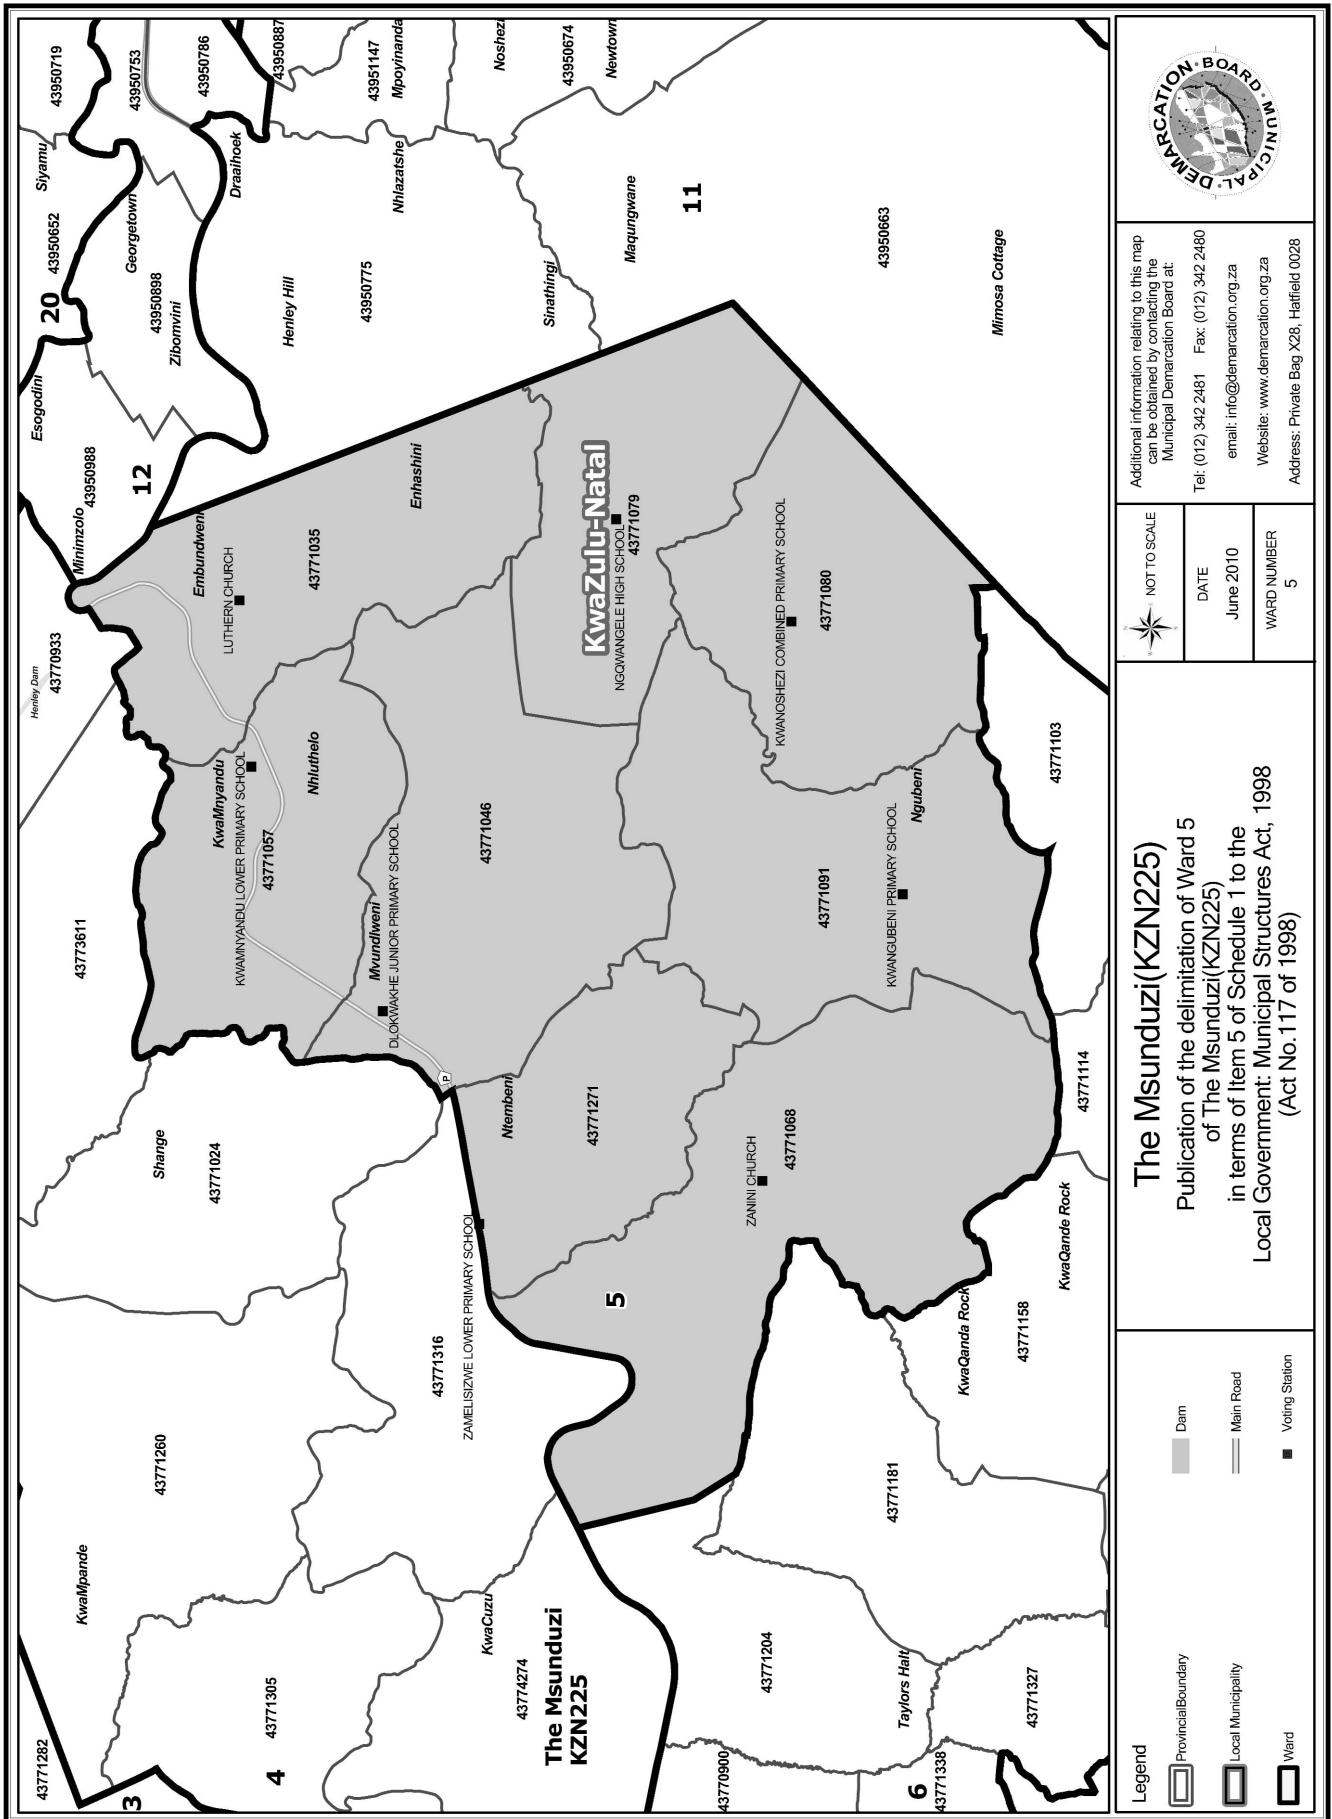 43771282
3
KwaMpande
43771260
43771305
4
KwaCuzu
43774274
The Msunduzi
KZN225
43770900
43771204
Taylors Halt
6
43771338
43771327
43771181
KwaQanda Rock
43771158
KwaQande Rock
43771316
ZAMELISIZWE LOWER PRIMARY SCHOOL
5
Shange
43771024
43773611
Ntembeni
43771271
ZANINI CHURCH
43771068
43771114
P
Mvundlweni
DLOKWAKHE JUNIOR PRIMARY SCHOOL
KwaMnyandu
KWAMNYANDU LOWER PRIMARY SCHOOL
43771057
Nhluthelo
43771046
43771091
KWANGUBENI PRIMARY SCHOOL
Ngubeni
43771103
Henley Dam
43770933
Minimzolo
43950988
12
Embundweni
LUTHERN CHURCH
43771035
Enhashini
KwaZulu-Natal
NGQWANGELE HIGH SCHOOL
43771079
KWANOSHEZI COMBINED PRIMARY SCHOOL
43771080
Esogodini
20
43950652
Siyamu
43950719
Georgetown
43950898
Zibomvini
43950753
43950786
Draaihoek
43950887
Henley Hill
43950775
Nhlazatshe
43951147
Mpoyinanda
Noshezi
43950674
Newtown
Sinathingi
Maqungwane
11
43950663
Mimosa Cottage
Legend
ProvincialBoundary
Local Municipality
Ward
Dam
Main Road
Voting Station
The Msunduzi(KZN225)
Publication of the delimitation of Ward 5
of The Msunduzi(KZN225)
in terms of Item 5 of Schedule 1 to the
Local Government: Municipal Structures Act, 1998
(Act No.117 of 1998)
NOT TO SCALE
DATE
June 2010
WARD NUMBER
5
Additional information relating to this map
can be obtained by contacting the
Municipal Demarcation Board at:
Tel: (012) 342 2481 Fax: (012) 342 2480
email: info@demarcation.org.za
Website: www.demarcation.org.za
Address: Private Bag X28, Hatfield 0028
MUNICIPAL • DEMARCATION • BOARD •